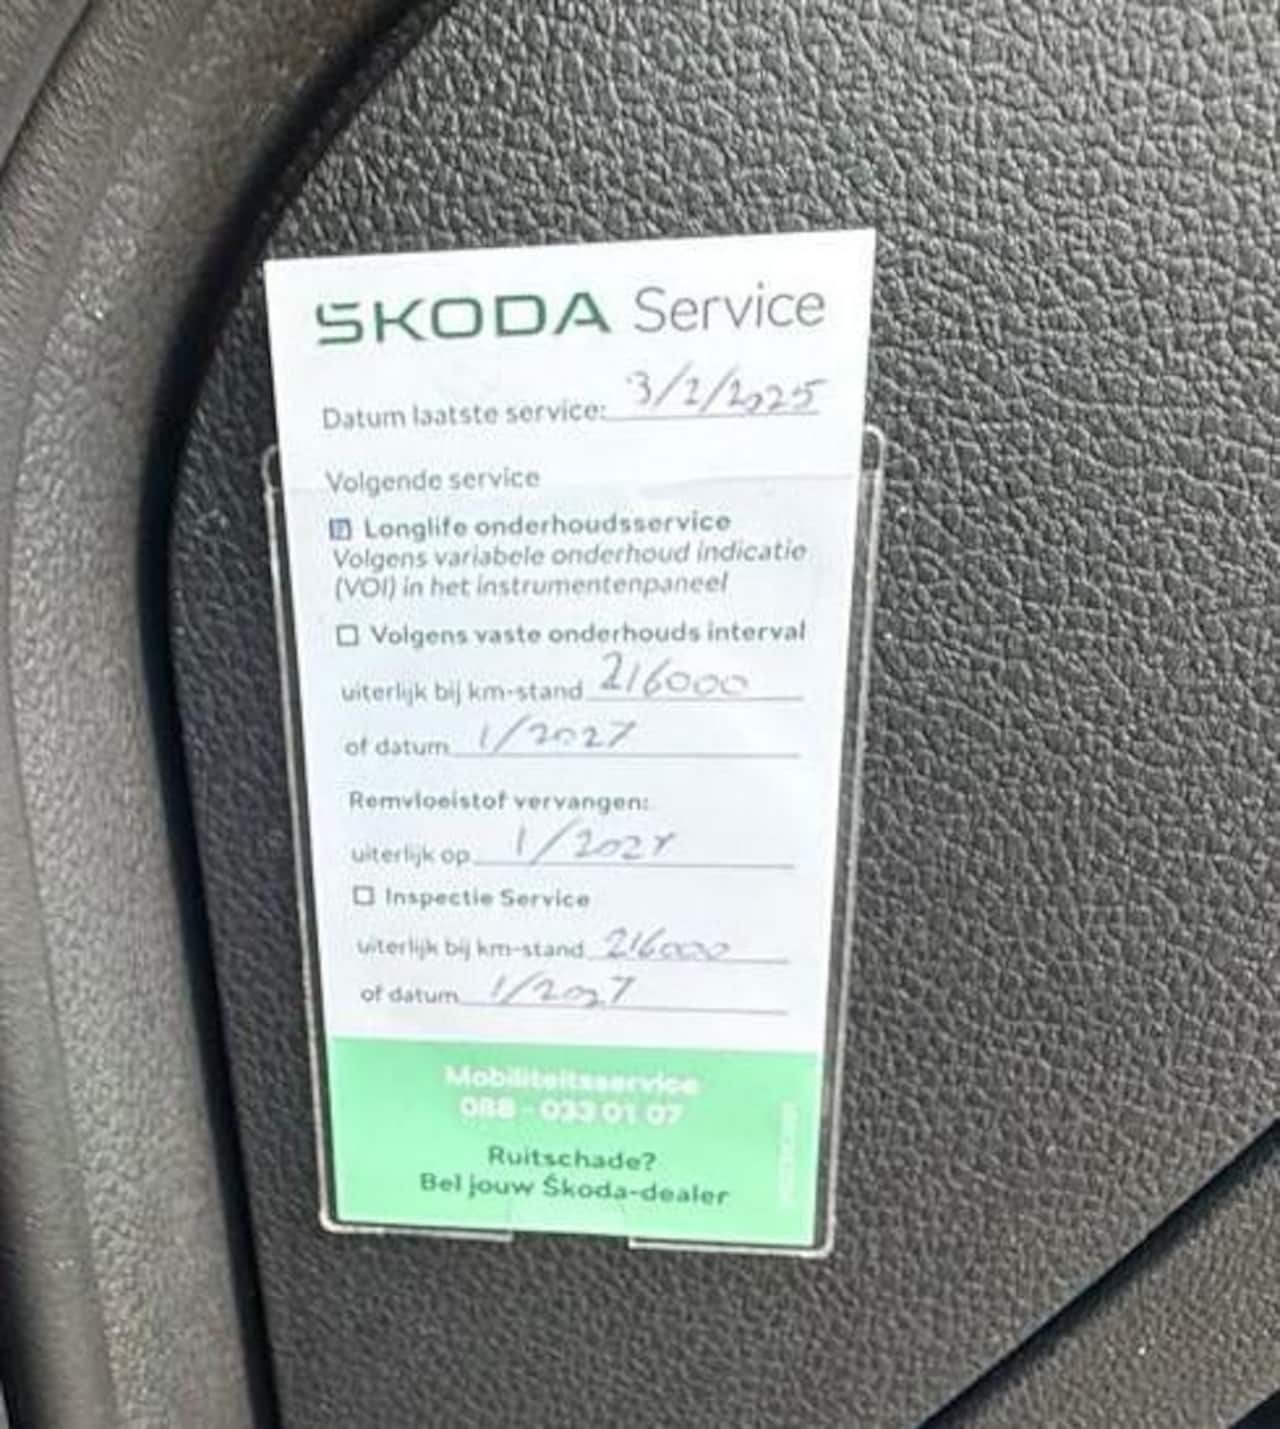 ŠKODA Service
Datum laatste service: 3/2/2025
Volgende service
Longlife onderhoudsservice
Volgens variabele onderhoud indicatie
(VOI) in het instrumentenpaneel
Volgens vaste onderhouds interval
uiterlijk bij km-stand 216000
of datum 1/2027
Remvloeistof vervangen:
uiterlijk op
Inspectie Service
uiterlijk bij km-stand 216000
of datum 1/2027
Mobiliteitsservice
088 - 033 01 07
Ruitschade?
Bel jouw Škoda-dealer